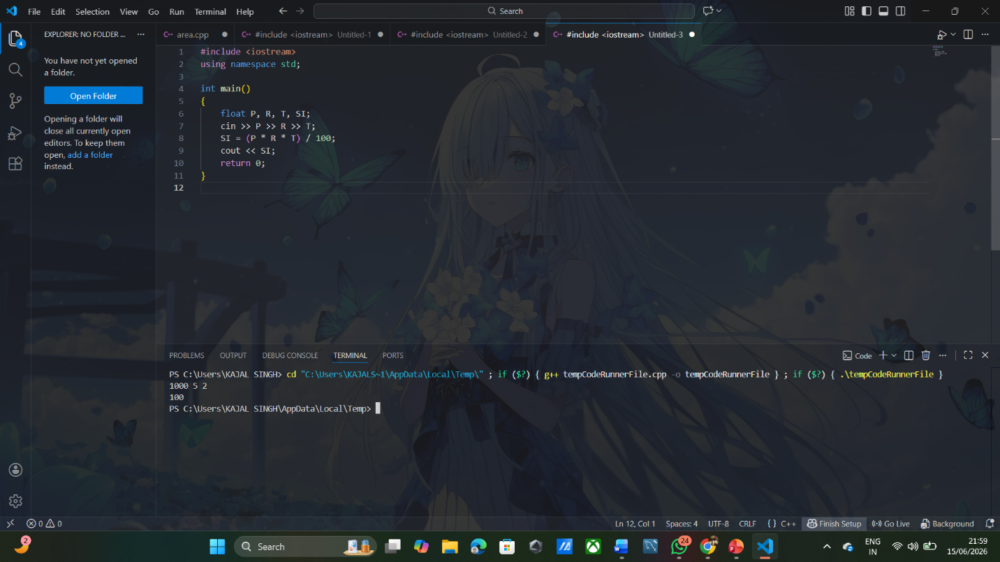 File Edit Selection View Go Run Terminal Help
Search
EXPLORER: NO FOLDER ...
area.cpp
#include <iostream> Untitled-1
#include <iostream> Untitled-2
#include <iostream> Untitled-3
4
You have not yet opened
a folder.
Open Folder
Opening a folder will
close all currently open
editors. To keep them
open, add a folder
instead.
1 #include <iostream>
2 using namespace std;
3
4 int main()
5 {
6 float P, R, T, SI;
7 cin >> P >> R >> T;
8 SI = (P * R * T) / 100;
9 cout << SI;
10 return 0;
11 }
12
PROBLEMS OUTPUT DEBUG CONSOLE TERMINAL PORTS
Code
PS C:\Users\KAJAL SINGH> cd "C:\Users\KAJALS~1\AppData\Local\Temp\" ; if ($?) { g++ tempCodeRunnerFile.cpp -o tempCodeRunnerFile } ; if ($?) { .\tempCodeRunnerFile }
1000 5 2
100
PS C:\Users\KAJAL SINGH\AppData\Local\Temp>
0 0
Ln 12, Col 1 Spaces: 4 UTF-8 CRLF { } C++ Finish Setup Go Live Background
2
Search
24
ENG
IN
21:59
15/06/2026